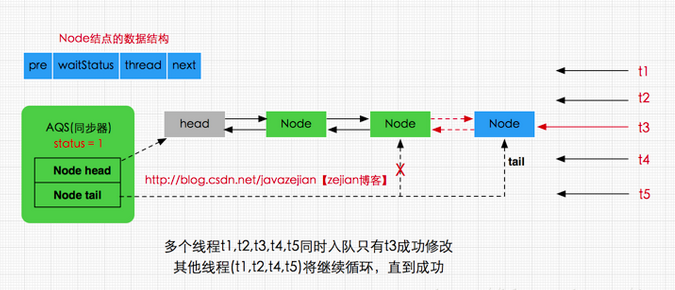 Node结点的数据结构
pre waitStatus thread next
t1
t2
AQS(同步器)
status = 1
head Node Node Node t3
Node head
tail t4
http://blog.csdn.net/javazejian【zejian博客】
Node tail t5
多个线程t1,t2,t3,t4,t5同时入队只有t3成功修改
其他线程(t1,t2,t4,t5)将继续循环，直到成功